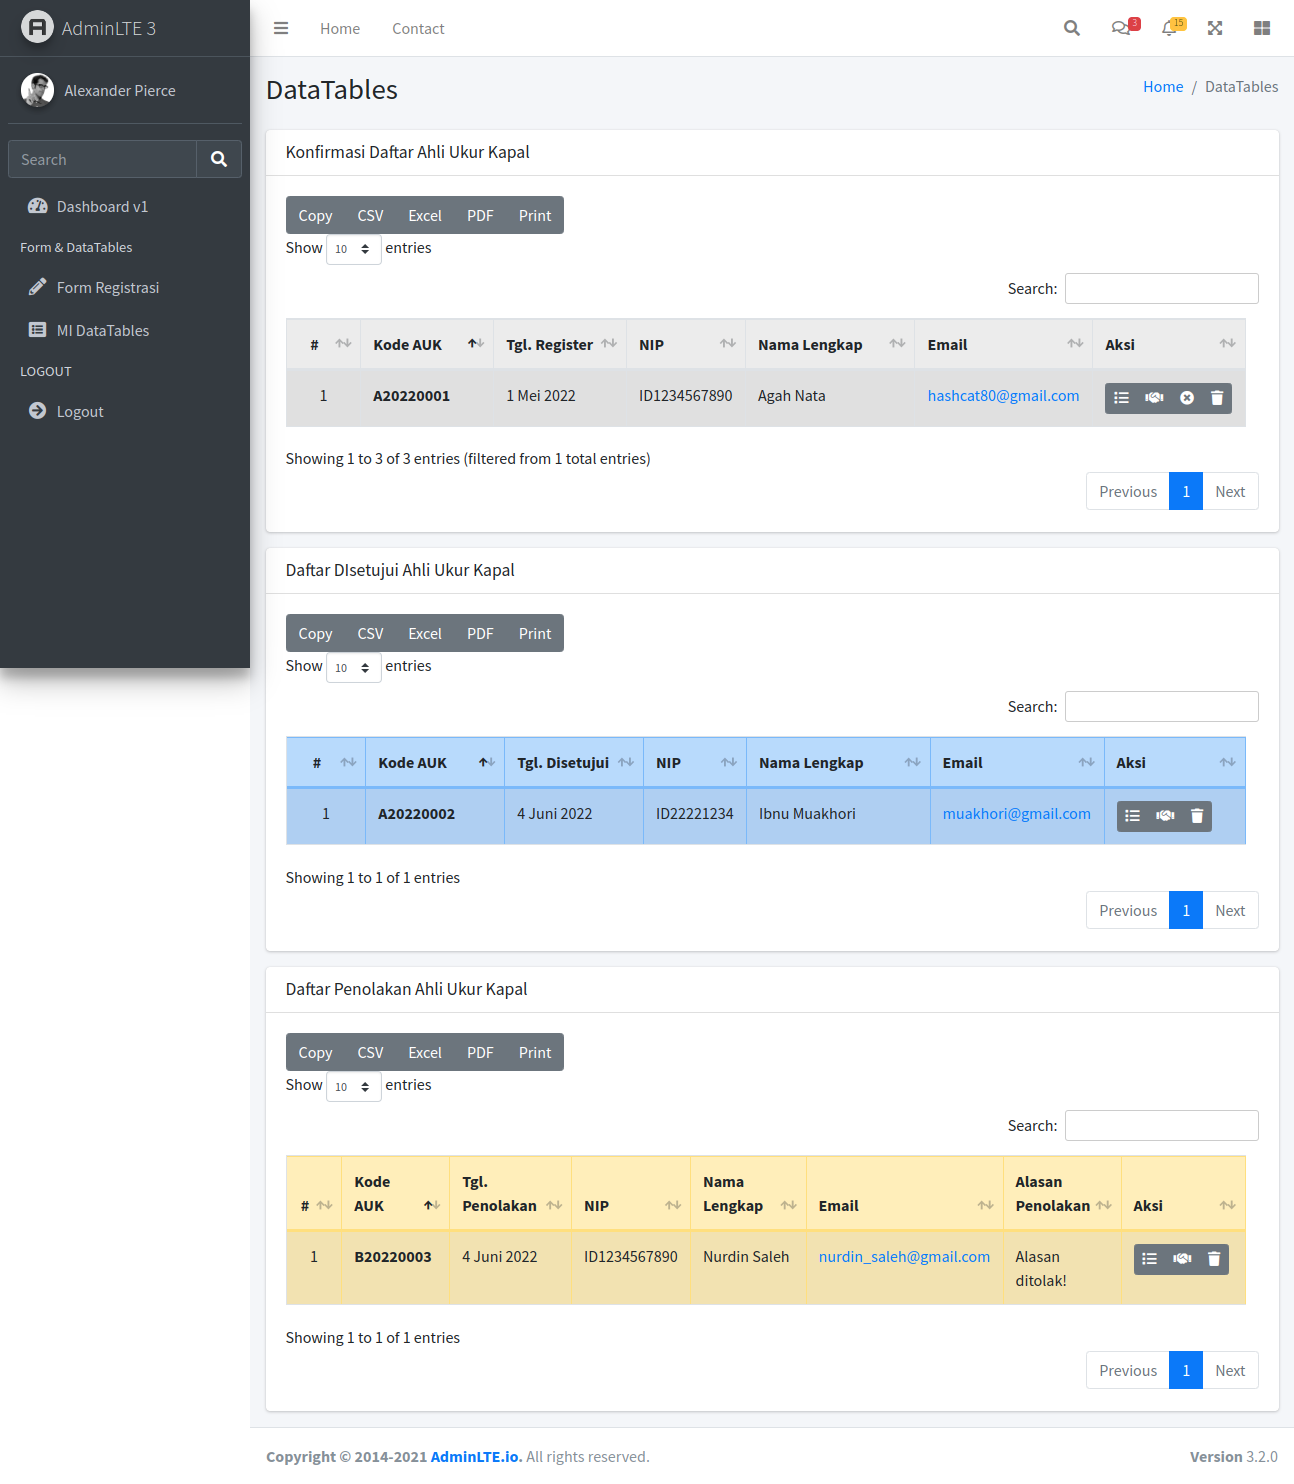 AdminLTE 3
Home Contact
3 15
Alexander Pierce
Search
Dashboard v1
Form & DataTables
Form Registrasi
MI DataTables
LOGOUT
Logout
DataTables
Home / DataTables
Konfirmasi Daftar Ahli Ukur Kapal
Copy CSV Excel PDF Print
Show 10 entries
Search:
# Kode AUK Tgl. Register NIP Nama Lengkap Email Aksi
1 A20220001 1 Mei 2022 ID1234567890 Agah Nata hashcat80@gmail.com
Showing 1 to 3 of 3 entries (filtered from 1 total entries)
Previous 1 Next
Daftar DIsetujui Ahli Ukur Kapal
Copy CSV Excel PDF Print
Show 10 entries
Search:
# Kode AUK Tgl. Disetujui NIP Nama Lengkap Email Aksi
1 A20220002 4 Juni 2022 ID22221234 Ibnu Muakhori muakhori@gmail.com
Showing 1 to 1 of 1 entries
Previous 1 Next
Daftar Penolakan Ahli Ukur Kapal
Copy CSV Excel PDF Print
Show 10 entries
Search:
Kode Tgl. Nama Alasan
# AUK Penolakan NIP Lengkap Email Penolakan Aksi
1 B20220003 4 Juni 2022 ID1234567890 Nurdin Saleh nurdin_saleh@gmail.com Alasan
ditolak!
Showing 1 to 1 of 1 entries
Previous 1 Next
Copyright © 2014-2021 AdminLTE.io. All rights reserved.
Version 3.2.0